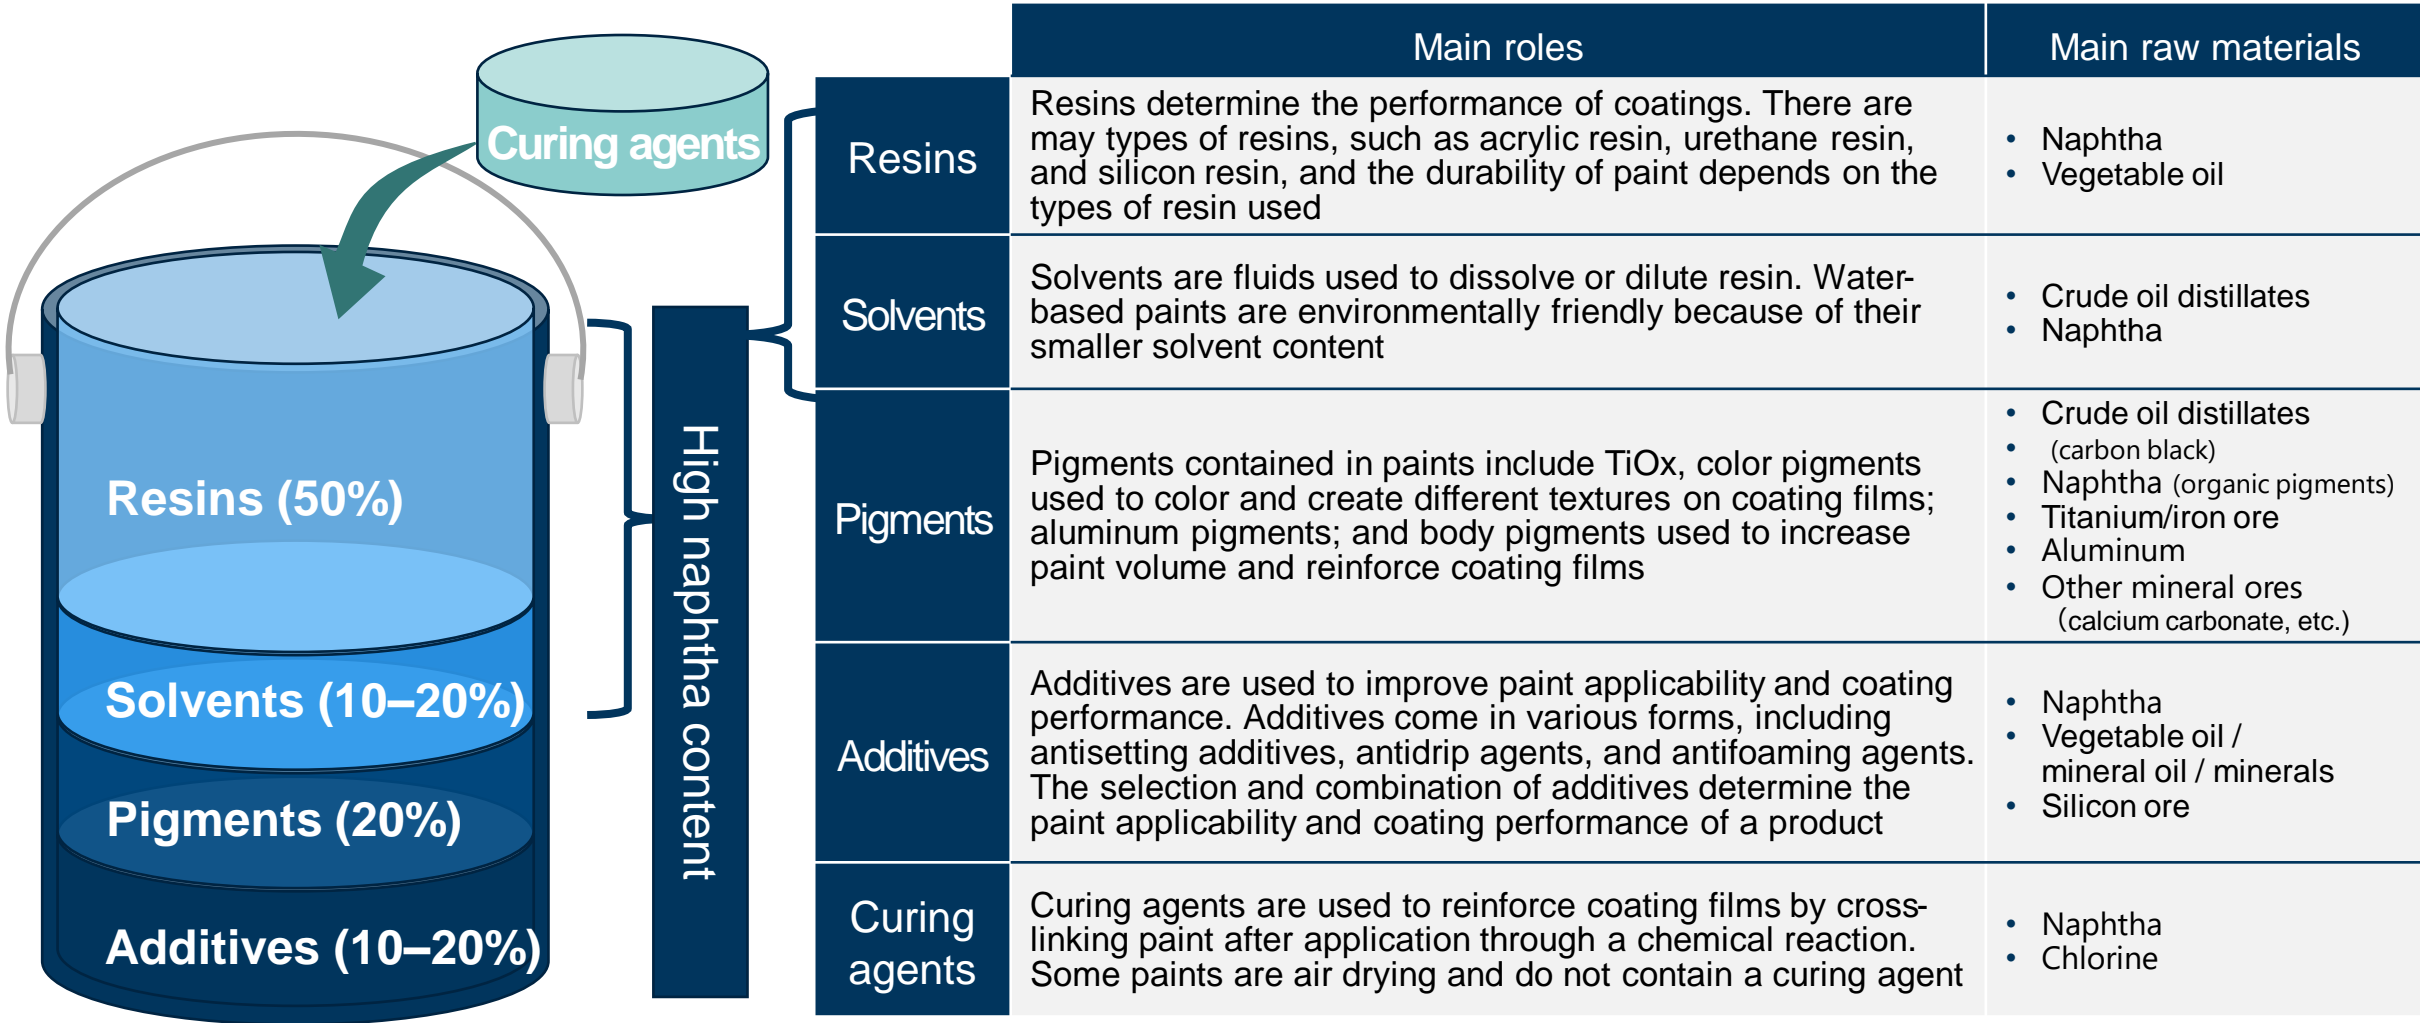 Curing agents
Resins (50%)
Solvents (10–20%)
Pigments (20%)
Additives (10–20%)
High naphtha content
Main roles
Main raw materials
Resins
Resins determine the performance of coatings. There are
may types of resins, such as acrylic resin, urethane resin,
and silicon resin, and the durability of paint depends on the
types of resin used
• Naphtha
• Vegetable oil
Solvents
Solvents are fluids used to dissolve or dilute resin. Water-
based paints are environmentally friendly because of their
smaller solvent content
• Crude oil distillates
• Naphtha
Pigments
Pigments contained in paints include TiOx, color pigments
used to color and create different textures on coating films;
aluminum pigments; and body pigments used to increase
paint volume and reinforce coating films
• Crude oil distillates
• (carbon black)
• Naphtha (organic pigments)
• Titanium/iron ore
• Aluminum
• Other mineral ores
（calcium carbonate, etc.)
Additives
Additives are used to improve paint applicability and coating
performance. Additives come in various forms, including
antisetting additives, antidrip agents, and antifoaming agents.
The selection and combination of additives determine the
paint applicability and coating performance of a product
• Naphtha
• Vegetable oil /
mineral oil / minerals
• Silicon ore
Curing
agents
Curing agents are used to reinforce coating films by cross-
linking paint after application through a chemical reaction.
Some paints are air drying and do not contain a curing agent
• Naphtha
• Chlorine